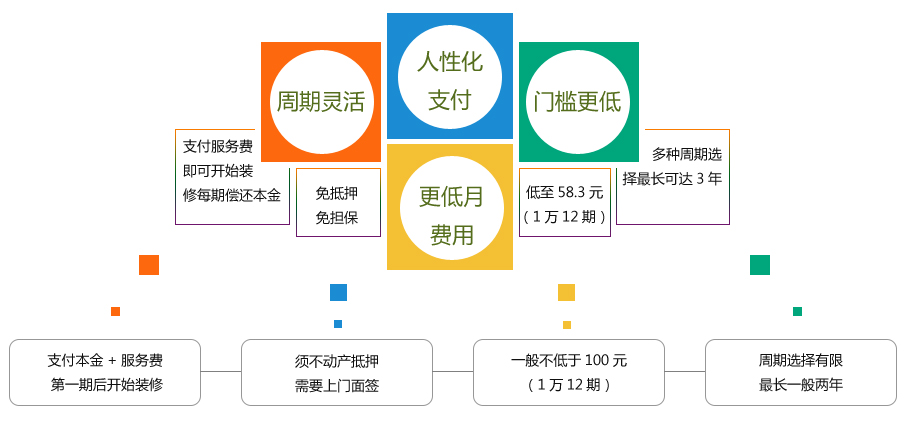 人性化
支付
周期灵活
门槛更低
支付服务费
即可开始装
修每期偿还本金
免抵押
免担保
更低月
费用
低至 58.3 元
（1 万 12 期）
多种周期选
择最长可达 3 年
支付本金 + 服务费
第一期后开始装修
须不动产抵押
需要上门面签
一般不低于 100 元
（1 万 12 期）
周期选择有限
最长一般两年